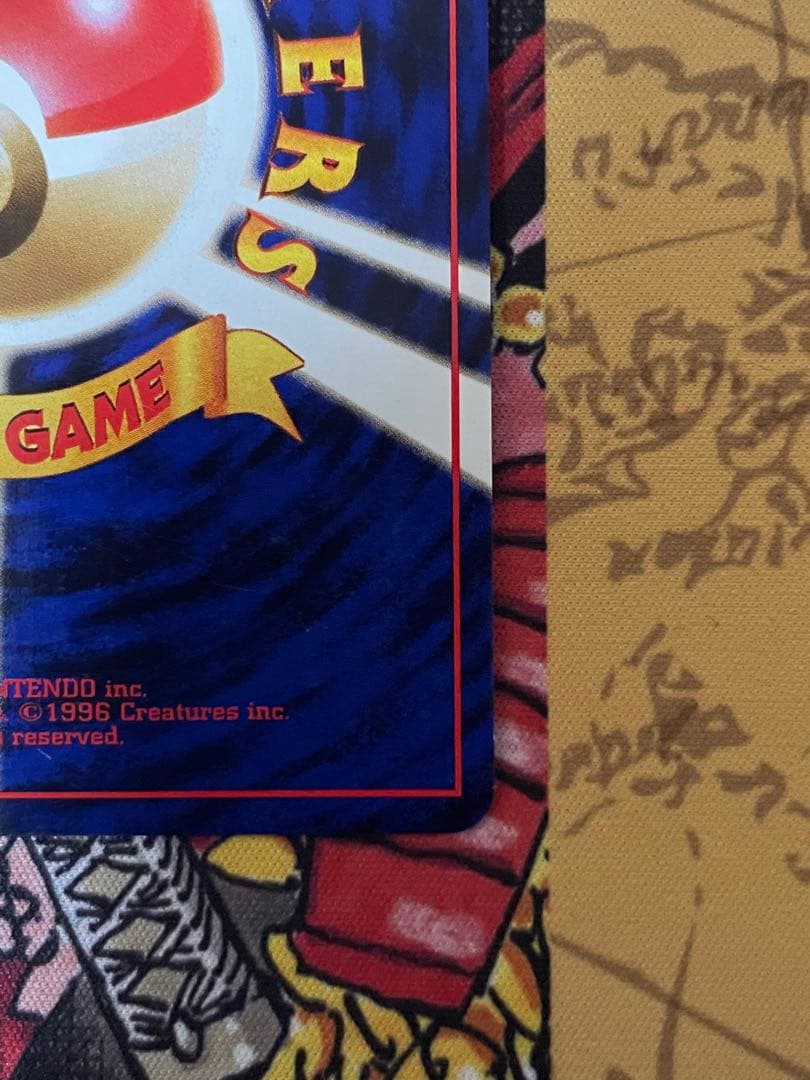 ERS
GAME
NTENDO inc.
©1996 Creatures inc.
reserved.